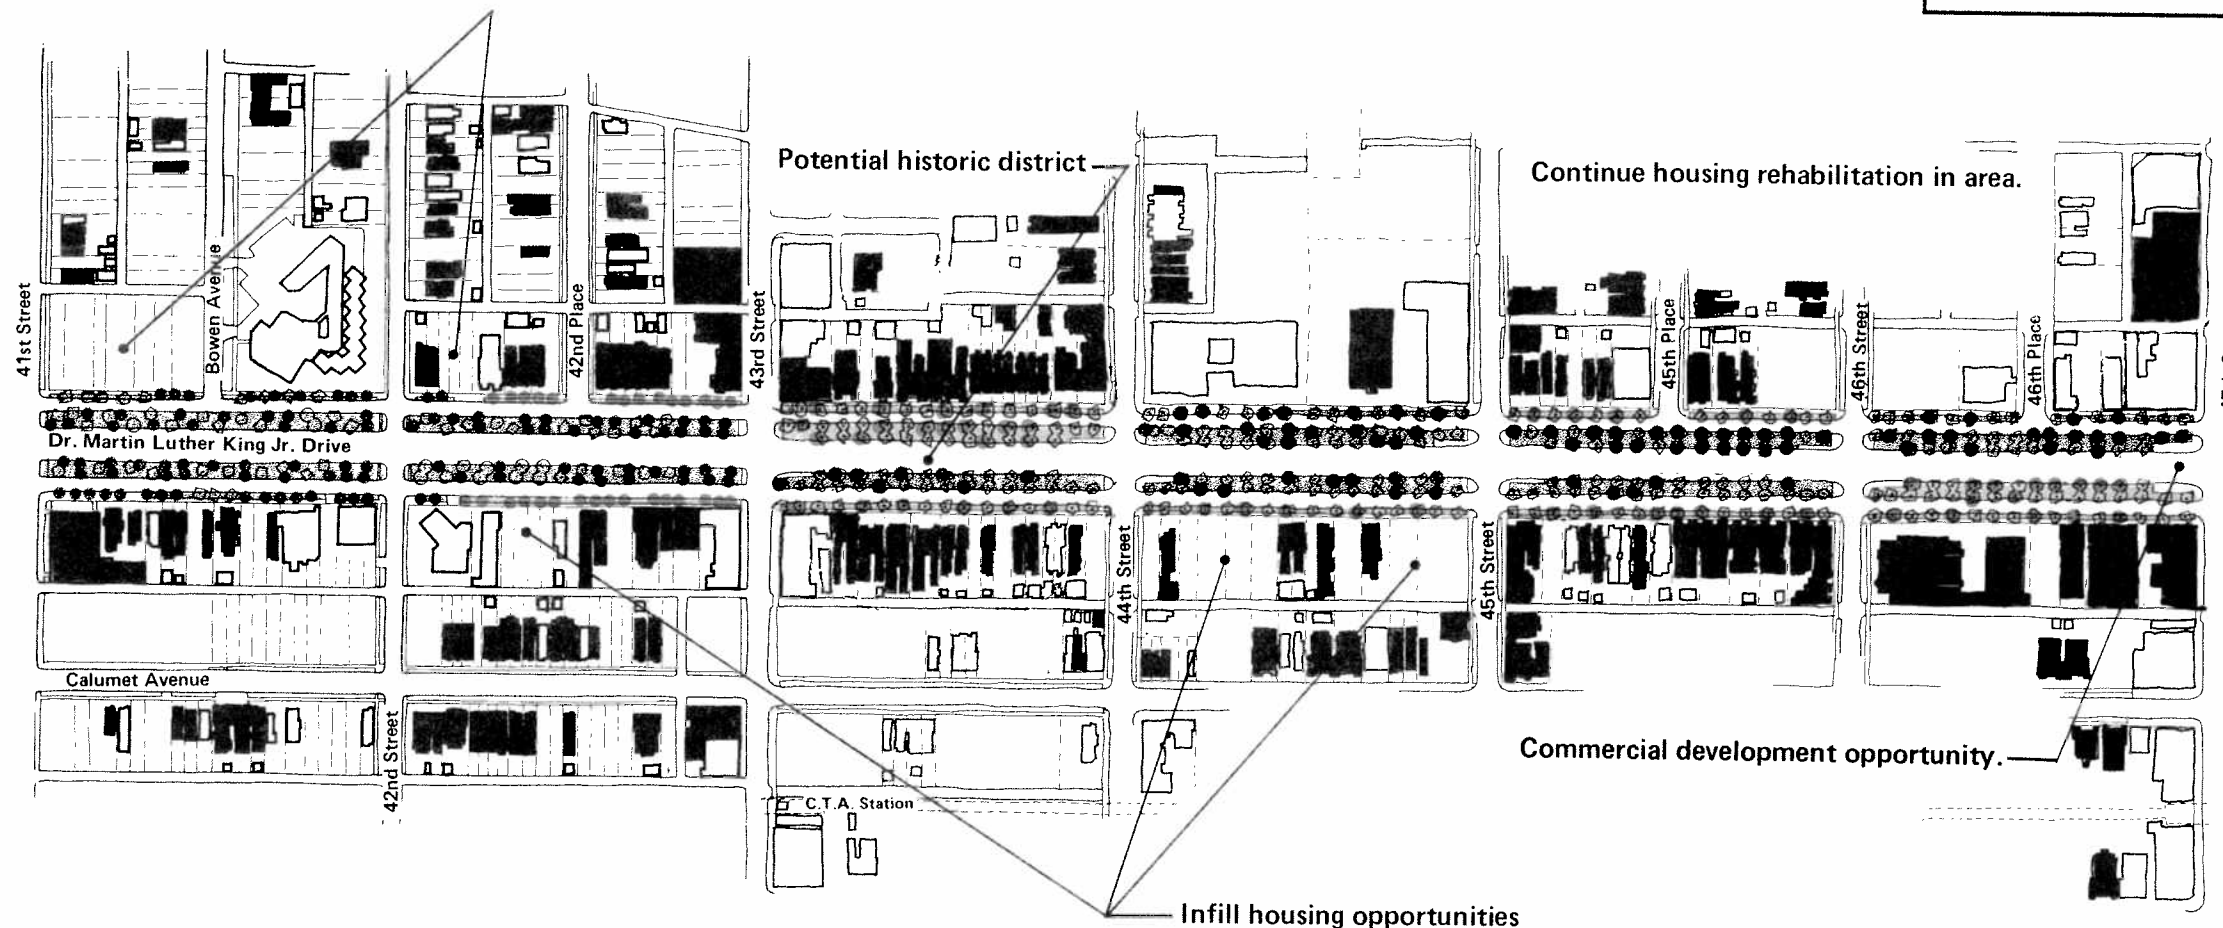 Potential historic district
Continue housing rehabilitation in area.
41st Street
Bowen Avenue
42nd Place
43rd Street
45th Place
46th Street
46th Place
Dr. Martin Luther King Jr. Drive
44th Street
45th Street
Calumet Avenue
42nd Street
C.T.A. Station
Commercial development opportunity.
Infill housing opportunities